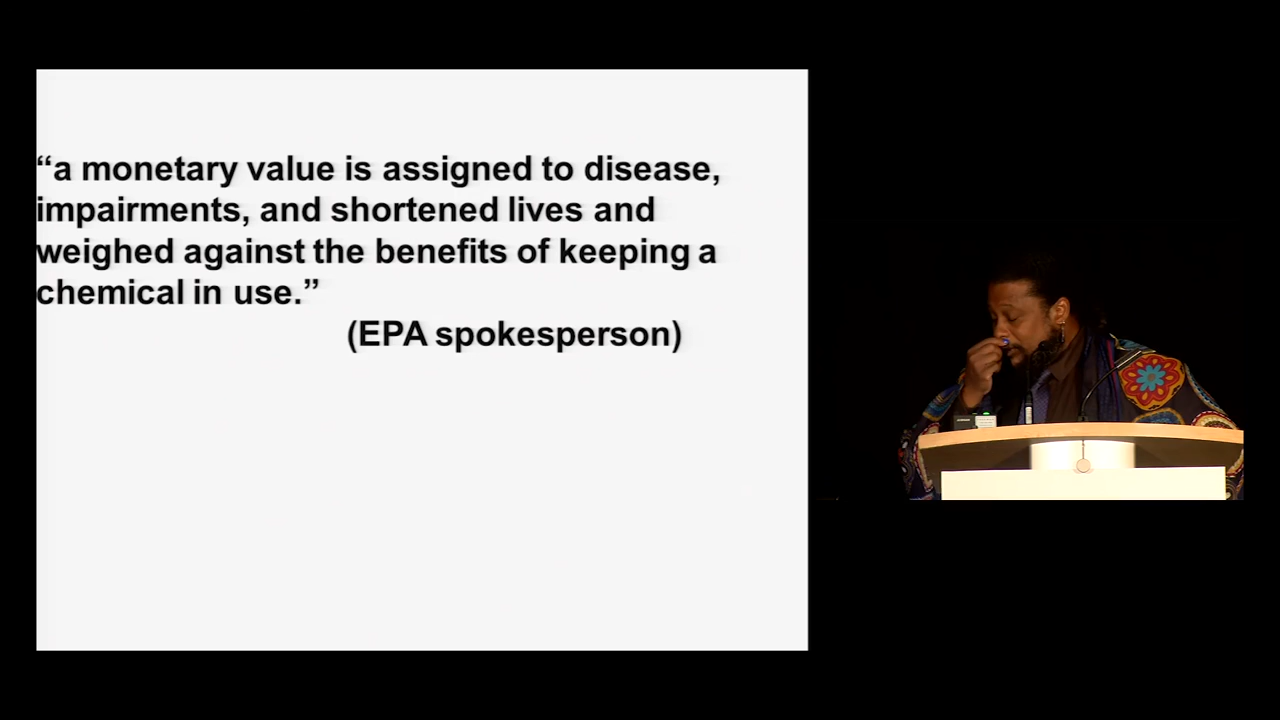 “a monetary value is assigned to disease,
impairments, and shortened lives and
weighed against the benefits of keeping a
chemical in use.”
(EPA spokesperson)